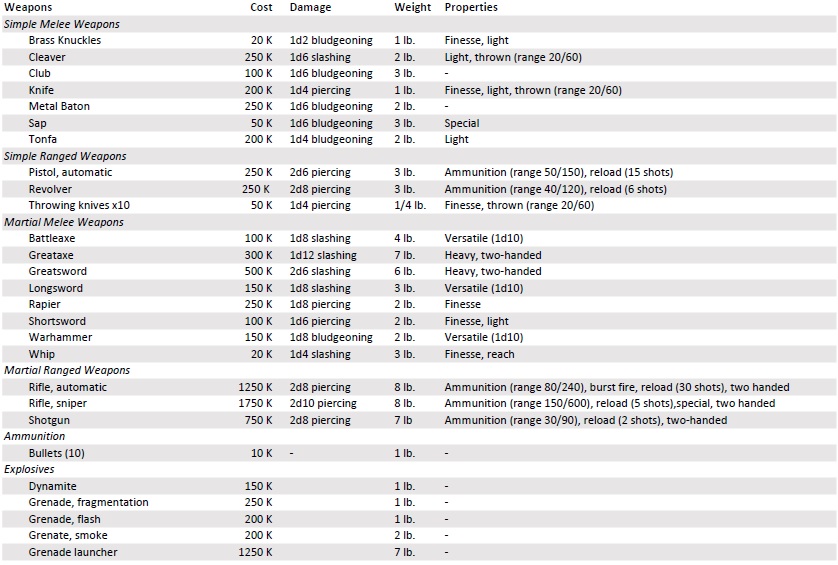 Weapons Cost Damage Weight Properties
Simple Melee Weapons
Brass Knuckles 20 K 1d2 bludgeoning 1 lb. Finesse, light
Cleaver 250 K 1d6 slashing 2 lb. Light, thrown (range 20/60)
Club 100 K 1d6 bludgeoning 3 lb. -
Knife 200 K 1d4 piercing 1 lb. Finesse, light, thrown (range 20/60)
Metal Baton 250 K 1d6 bludgeoning 2 lb. -
Sap 50 K 1d6 bludgeoning 3 lb. Special
Tonfa 200 K 1d4 bludgeoning 2 lb. Light
Simple Ranged Weapons
Pistol, automatic 250 K 2d6 piercing 3 lb. Ammunition (range 50/150), reload (15 shots)
Revolver 250 K 2d8 piercing 3 lb. Ammunition (range 40/120), reload (6 shots)
Throwing knives x10 50 K 1d4 piercing 1/4 lb. Finesse, thrown (range 20/60)
Martial Melee Weapons
Battleaxe 100 K 1d8 slashing 4 lb. Versatile (1d10)
Greataxe 300 K 1d12 slashing 7 lb. Heavy, two-handed
Greatsword 500 K 2d6 slashing 6 lb. Heavy, two-handed
Longsword 150 K 1d8 slashing 3 lb. Versatile (1d10)
Rapier 250 K 1d8 piercing 2 lb. Finesse
Shortsword 100 K 1d6 piercing 2 lb. Finesse, light
Warhammer 150 K 1d8 bludgeoning 2 lb. Versatile (1d10)
Whip 20 K 1d4 slashing 3 lb. Finesse, reach
Martial Ranged Weapons
Rifle, automatic 1250 K 2d8 piercing 8 lb. Ammunition (range 80/240), burst fire, reload (30 shots), two handed
Rifle, sniper 1750 K 2d10 piercing 8 lb. Ammunition (range 150/600), reload (5 shots),special, two handed
Shotgun 750 K 2d8 piercing 7 lb Ammunition (range 30/90), reload (2 shots), two-handed
Ammunition
Bullets (10) 10 K - 1 lb. -
Explosives
Dynamite 150 K 1 lb. -
Grenade, fragmentation 250 K 1 lb. -
Grenade, flash 200 K 1 lb. -
Grenate, smoke 200 K 2 lb. -
Grenade launcher 1250 K 7 lb. -